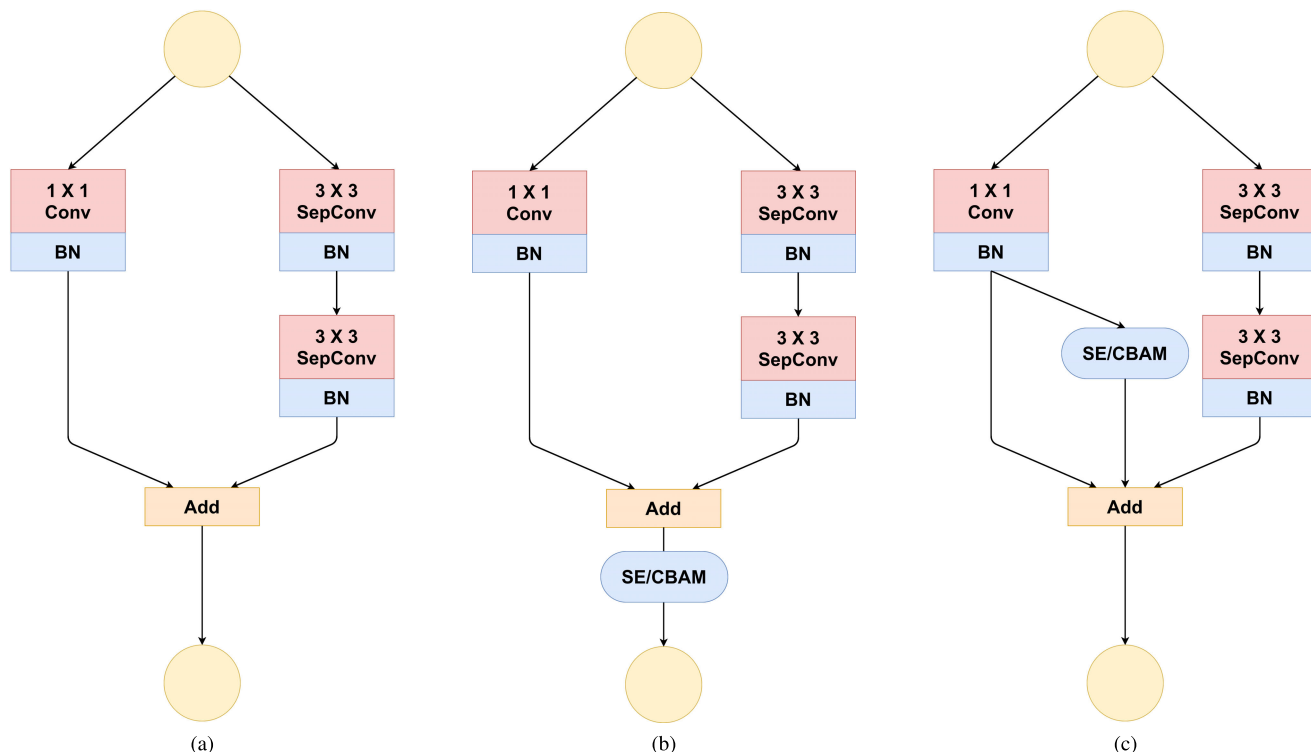 1 X 1
Conv
BN
3 X 3
SepConv
BN
3 X 3
SepConv
BN
Add
(a)
1 X 1
Conv
BN
3 X 3
SepConv
BN
3 X 3
SepConv
BN
Add
SE/CBAM
(b)
1 X 1
Conv
BN
3 X 3
SepConv
BN
SE/CBAM
3 X 3
SepConv
BN
Add
(c)